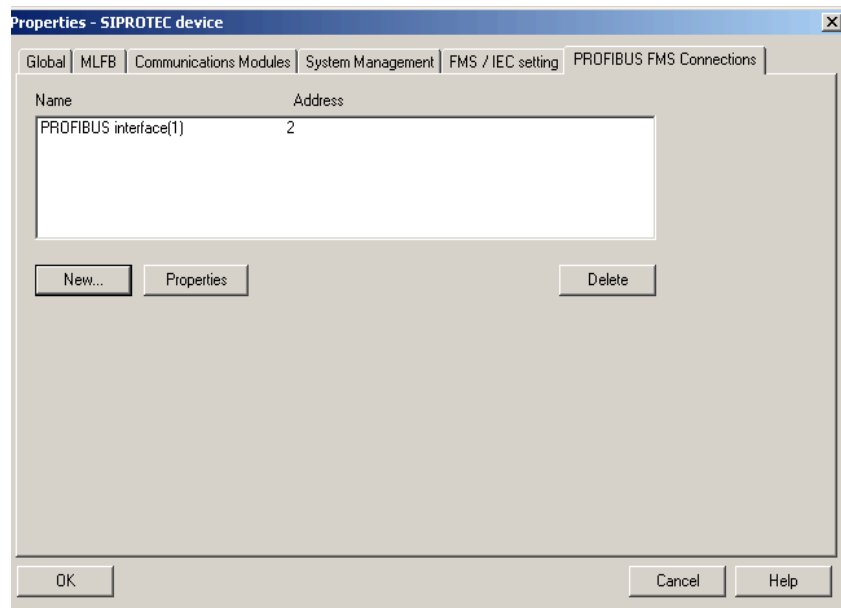 Properties - SIPROTEC device
Global MLFB Communications Modules System Management FMS / IEC setting PROFIBUS FMS Connections
Name Address
PROFIBUS interface(1) 2
New... Properties Delete
OK Cancel Help